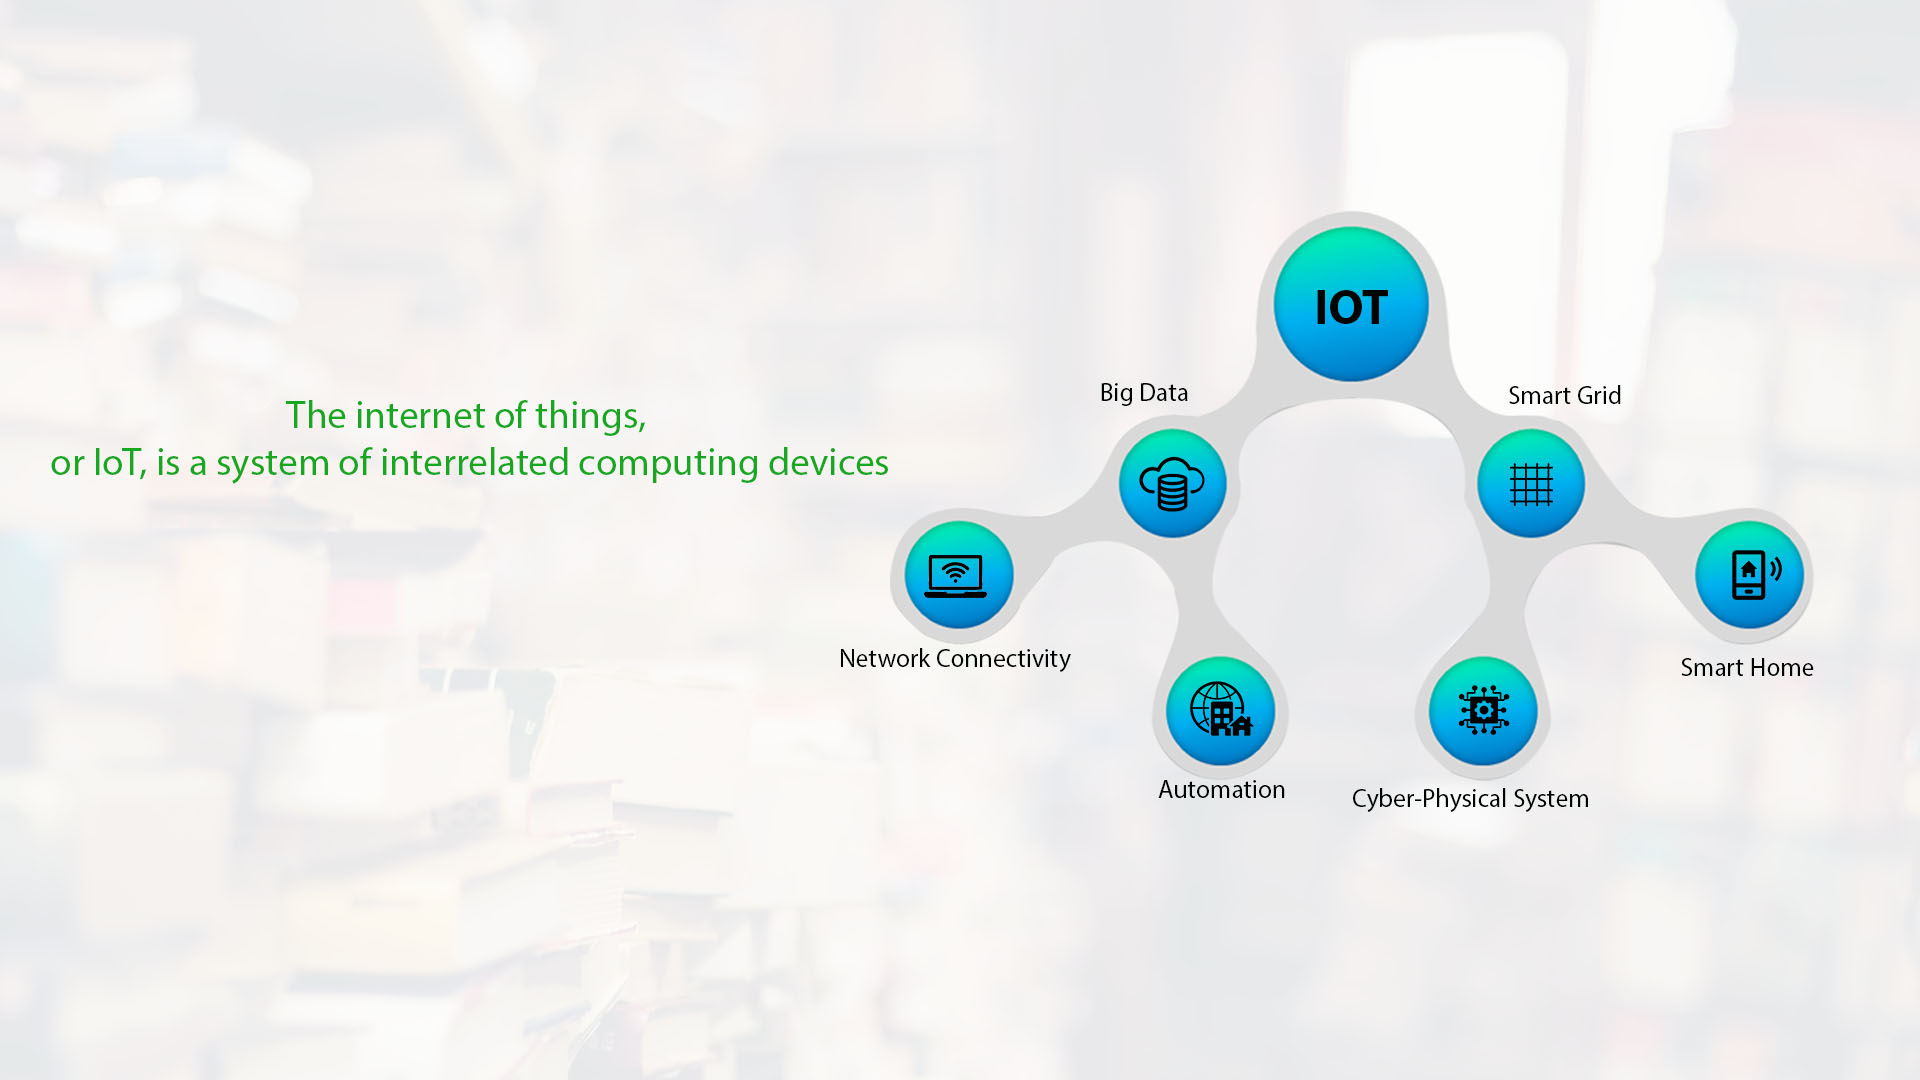 The internet of things,
or IoT, is a system of interrelated computing devices
IOT
Big Data
Smart Grid
Network Connectivity
Smart Home
Automation
Cyber-Physical System